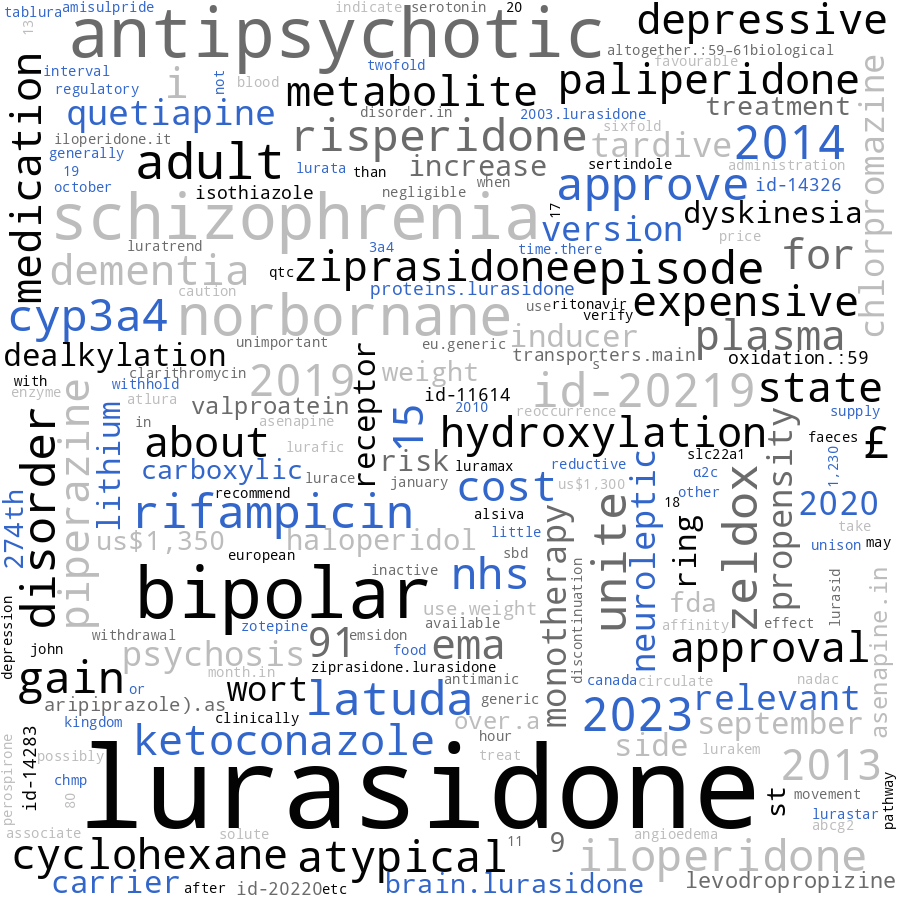 tablura
amisulpride
indicate
serotonin
20
antipsychotic
depressive
13
altogether.:59–61biological
favourable
medication
interval
twofold
regulatory
not
blood
i
metabolite
paliperidone
chlorpromazine
quetiapine
disorder.in
2003.lurasidone
treatment
iloperidone.it
risperidone
sixfold
tardive
2014
generally
adult
19
october
lurata
than
increase
sertindole
administration
isothiazole
negligible
when
approve
id-14326
schizophrenia
17
version
dyskinesia
price
luratrend
3a4
time.there
for
dementia
qtc
ziprasidone
episode
caution
proteins.lurasidone
cyp3a4
norbornane
use
ritonavir
verify
expensive
unimportant
eu.generic
inducer
plasma
dealkylation
receptor
transporters.main
oxidation.:59
s
with
enzyme
clarithromycin
withhold
2019
weight
id-11614
id-20219
state
disorder
piperazine
lithium
atlura
valproatein
15
2010
reoccurrence
supply
in
asenapine
about
lurafic
hydroxylation
propensity
faeces
£
carboxylic
lurace
risk
january
luramax
reductive
slc22a1
neuroleptic
α2c
1,230
zeldox
274th
recommend
rifampicin
cost
us$1,300
other
18
2020
alsiva
unite
ring
take
us$1,350
haloperidol
little
monotherapy
unison
may
european
sbd
bipolar
inactive
nhs
discontinuation
lurasid
asenapine.in
depression
use.weight
fda
zotepine
available
affinity
effect
withdrawal
91
emsidon
john
psychosis
food
ema
approval
month.in
ziprasidone.lurasidone
gain
or
wort
antimanic
canada
circulate
nadac
aripiprazole).as
latuda
generic
relevant
kingdom
clinically
over.a
2023
september
id-14283
perospirone
ketoconazole
hour
treat
side
lurakem
possibly
chmp
80
lurasidone
2013
movement
st
pathway
lurastar
abcg2
associate
solute
angioedema
cyclohexane
atypical
11
9
iloperidone
carrier
after
id-20220
etc
brain.lurasidone
levodropropizine